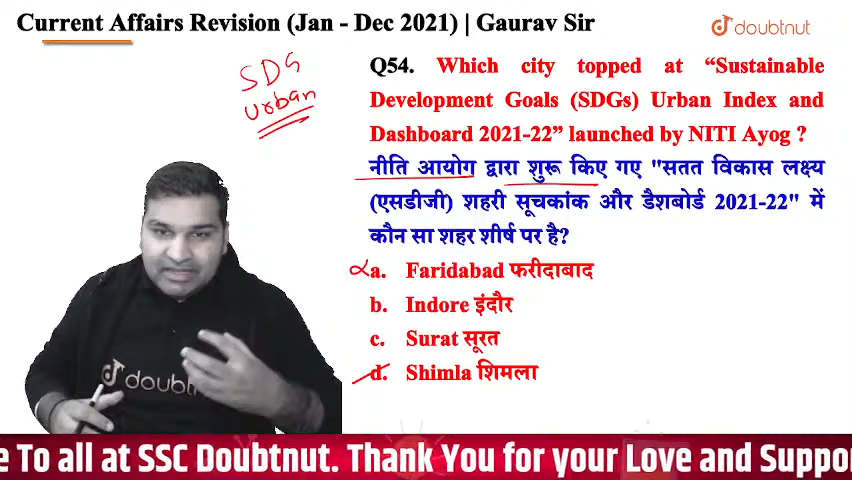 Current Affairs Revision (Jan - Dec 2021) | Gaurav Sir
doubtnut
SDG
Urban
Q54. Which city topped at “Sustainable
Development Goals (SDGs) Urban Index and
Dashboard 2021-22” launched by NITI Ayog ?
नीति आयोग द्वारा शुरू किए गए "सतत विकास लक्ष्य
(एसडीजी) शहरी सूचकांक और डैशबोर्ड 2021-22" में
कौन सा शहर शीर्ष पर है?
a. Faridabad फरीदाबाद
b. Indore इंदौर
c. Surat सूरत
d. Shimla शिमला
doubtnut
e To all at SSC Doubtnut. Thank You for your Love and Suppo